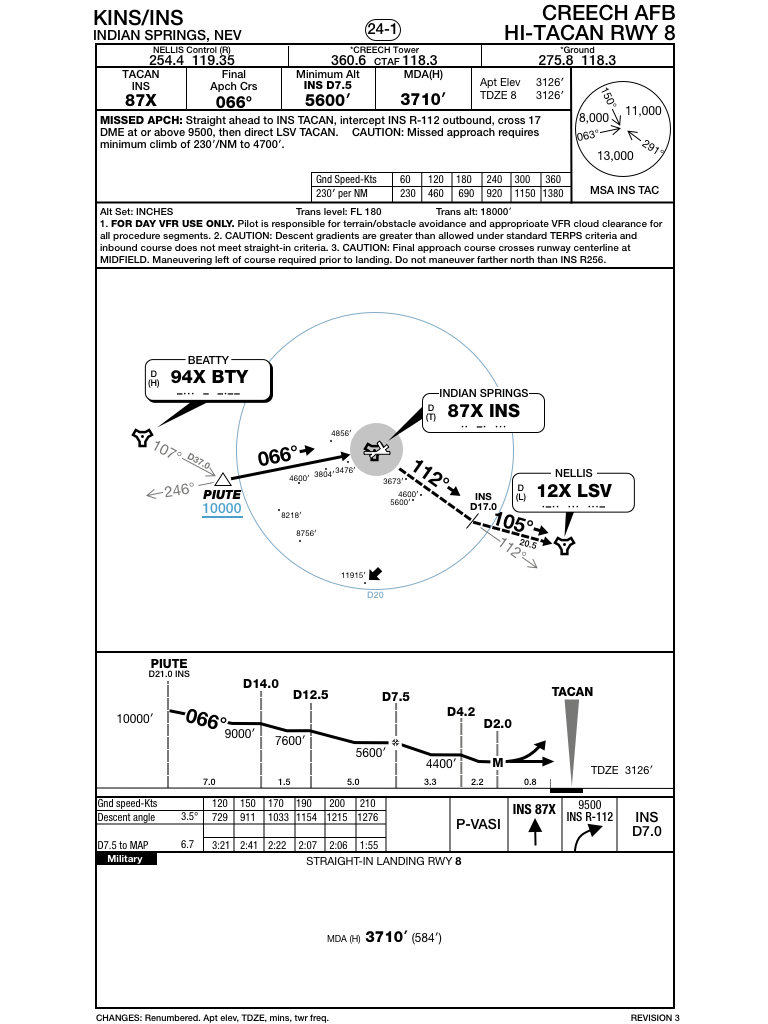 KINS/INS
INDIAN SPRINGS, NEV
24-1
CREECH AFB
HI-TACAN RWY 8
NELLIS Control (R)
254.4 119.35
*CREECH Tower
360.6 CTAF 118.3
*Ground
275.8 118.3
TACAN
INS
87X
Final
Apch Crs
066°
Minimum Alt
INS D7.5
5600′
MDA(H)
3710′
Apt Elev 3126′
TDZE 8 3126′
150°
8,000
11,000
063°
291°
13,000
MSA INS TAC
MISSED APCH: Straight ahead to INS TACAN, intercept INS R-112 outbound, cross 17
DME at or above 9500, then direct LSV TACAN. CAUTION: Missed approach requires
minimum climb of 230′/NM to 4700′.
Gnd Speed-Kts 60 120 180 240 300 360
230′ per NM 230 460 690 920 1150 1380
Alt Set: INCHES Trans level: FL 180 Trans alt: 18000′
1. FOR DAY VFR USE ONLY. Pilot is responsible for terrain/obstacle avoidance and approprioate VFR cloud clearance for
all procedure segments. 2. CAUTION: Descent gradients are greater than allowed under standard TERPS criteria and
inbound course does not meet straight-in criteria. 3. CAUTION: Final approach course crosses runway centerline at
MIDFIELD. Maneuvering left of course required prior to landing. Do not maneuver farther north than INS R256.
BEATTY
D
(H)
94X BTY
INDIAN SPRINGS
D
(T)
87X INS
4856′
107°
D37.0
066°
3476′
3804′
4600′
246°
PIUTE
10000
112°
3673′
4600′
5600′
INS
D17.0
NELLIS
D
(L)
12X LSV
105°
20.5
112°
8218′
8756′
11915′
D20
PIUTE
D21.0 INS
D14.0
D12.5
D7.5
D4.2
D2.0
TACAN
10000′
066°
9000′
7600′
5600′
4400′
M
TDZE 3126′
7.0 1.5 5.0 3.3 2.2 0.8
Gnd speed-Kts 120 150 170 190 200 210
Descent angle 3.5° 729 911 1033 1154 1215 1276
D7.5 to MAP 6.7 3:21 2:41 2:22 2:07 2:06 1:55
P-VASI
INS 87X
9500
INS R-112
INS
D7.0
Military
STRAIGHT-IN LANDING RWY 8
MDA (H) 3710′ (584′)
CHANGES: Renumbered. Apt elev, TDZE, mins, twr freq.
REVISION 3